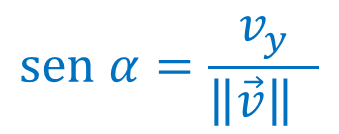 sen α = v_y / ‖v⃗‖